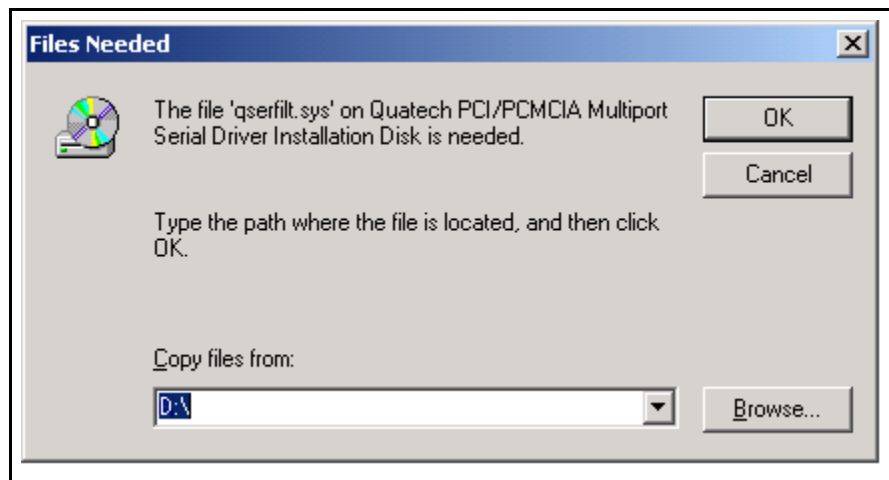 Files Needed
The file 'qserfilt.sys' on Quatech PCI/PCMCIA Multiport
Serial Driver Installation Disk is needed.
OK
Cancel
Type the path where the file is located, and then click
OK.
Copy files from:
D:\
Browse...